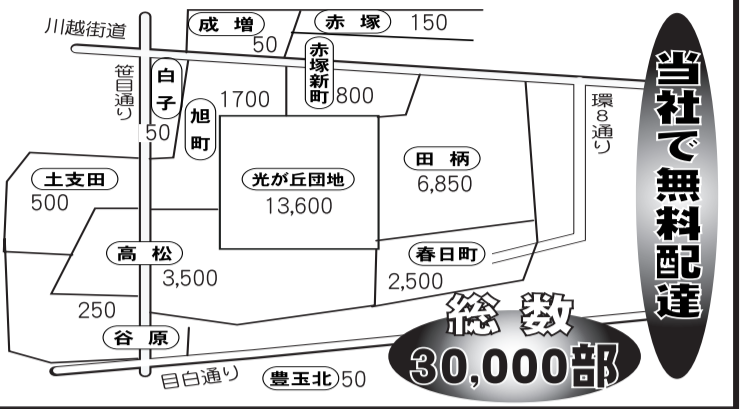 川越街道
成増
50
赤塚 150
笹目通り
白子
50
旭町
1700
赤塚新町
800
環8通り
土支田
500
光が丘団地
13,600
田柄
6,850
高松
3,500
春日町
2,500
250
谷原
目白通り
豊玉北 50
総数
30,000部
当社で無料配達